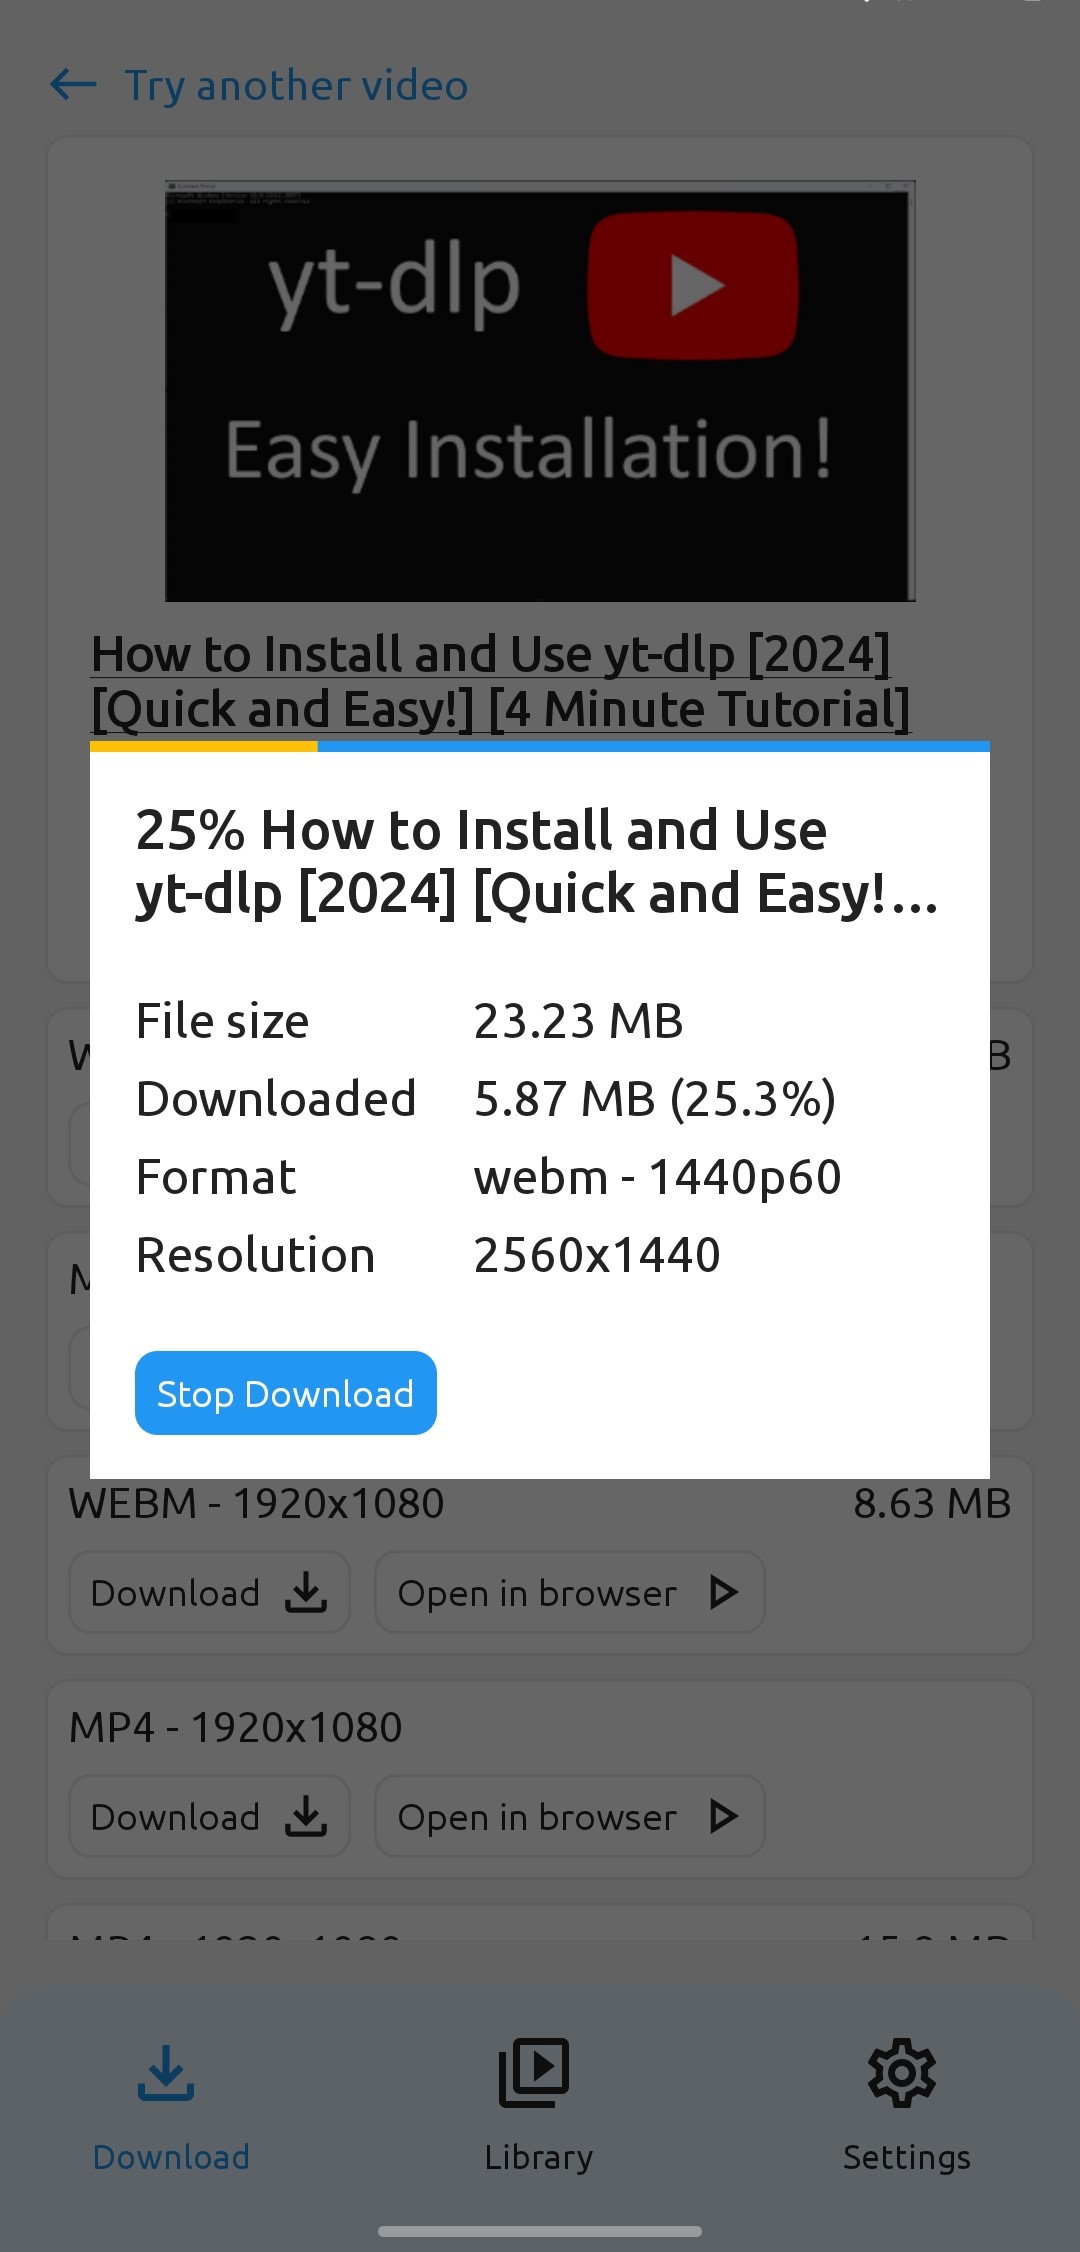 Try another video
yt-dlp
Easy Installation!
How to Install and Use yt-dlp [2024]
[Quick and Easy!] [4 Minute Tutorial]
25% How to Install and Use
yt-dlp [2024] [Quick and Easy!...
File size 23.23 MB
Downloaded 5.87 MB (25.3%)
Format webm - 1440p60
Resolution 2560x1440
Stop Download
WEBM - 1920x1080 8.63 MB
Download Open in browser
MP4 - 1920x1080
Download Open in browser
Download Library Settings